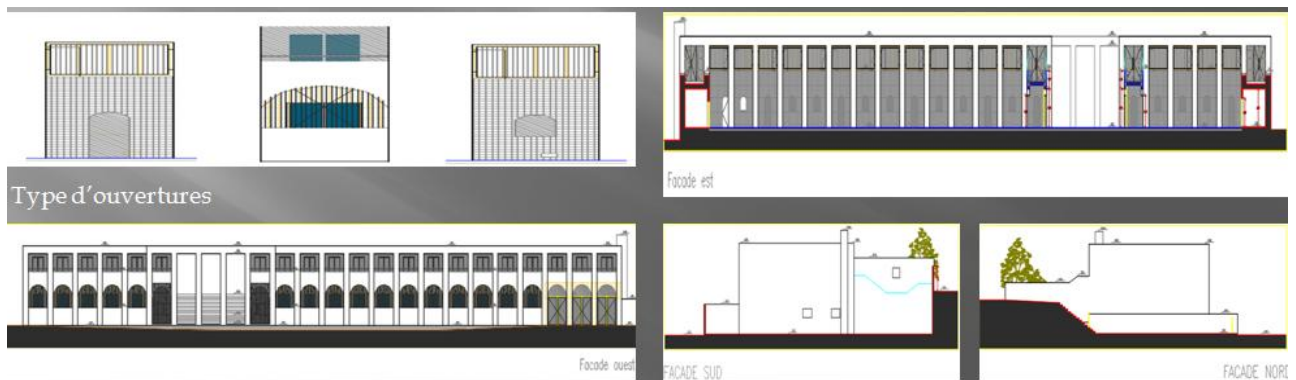 Type d'ouvertures
Facade est
Facade ouest
FACADE SUD
FACADE NORD